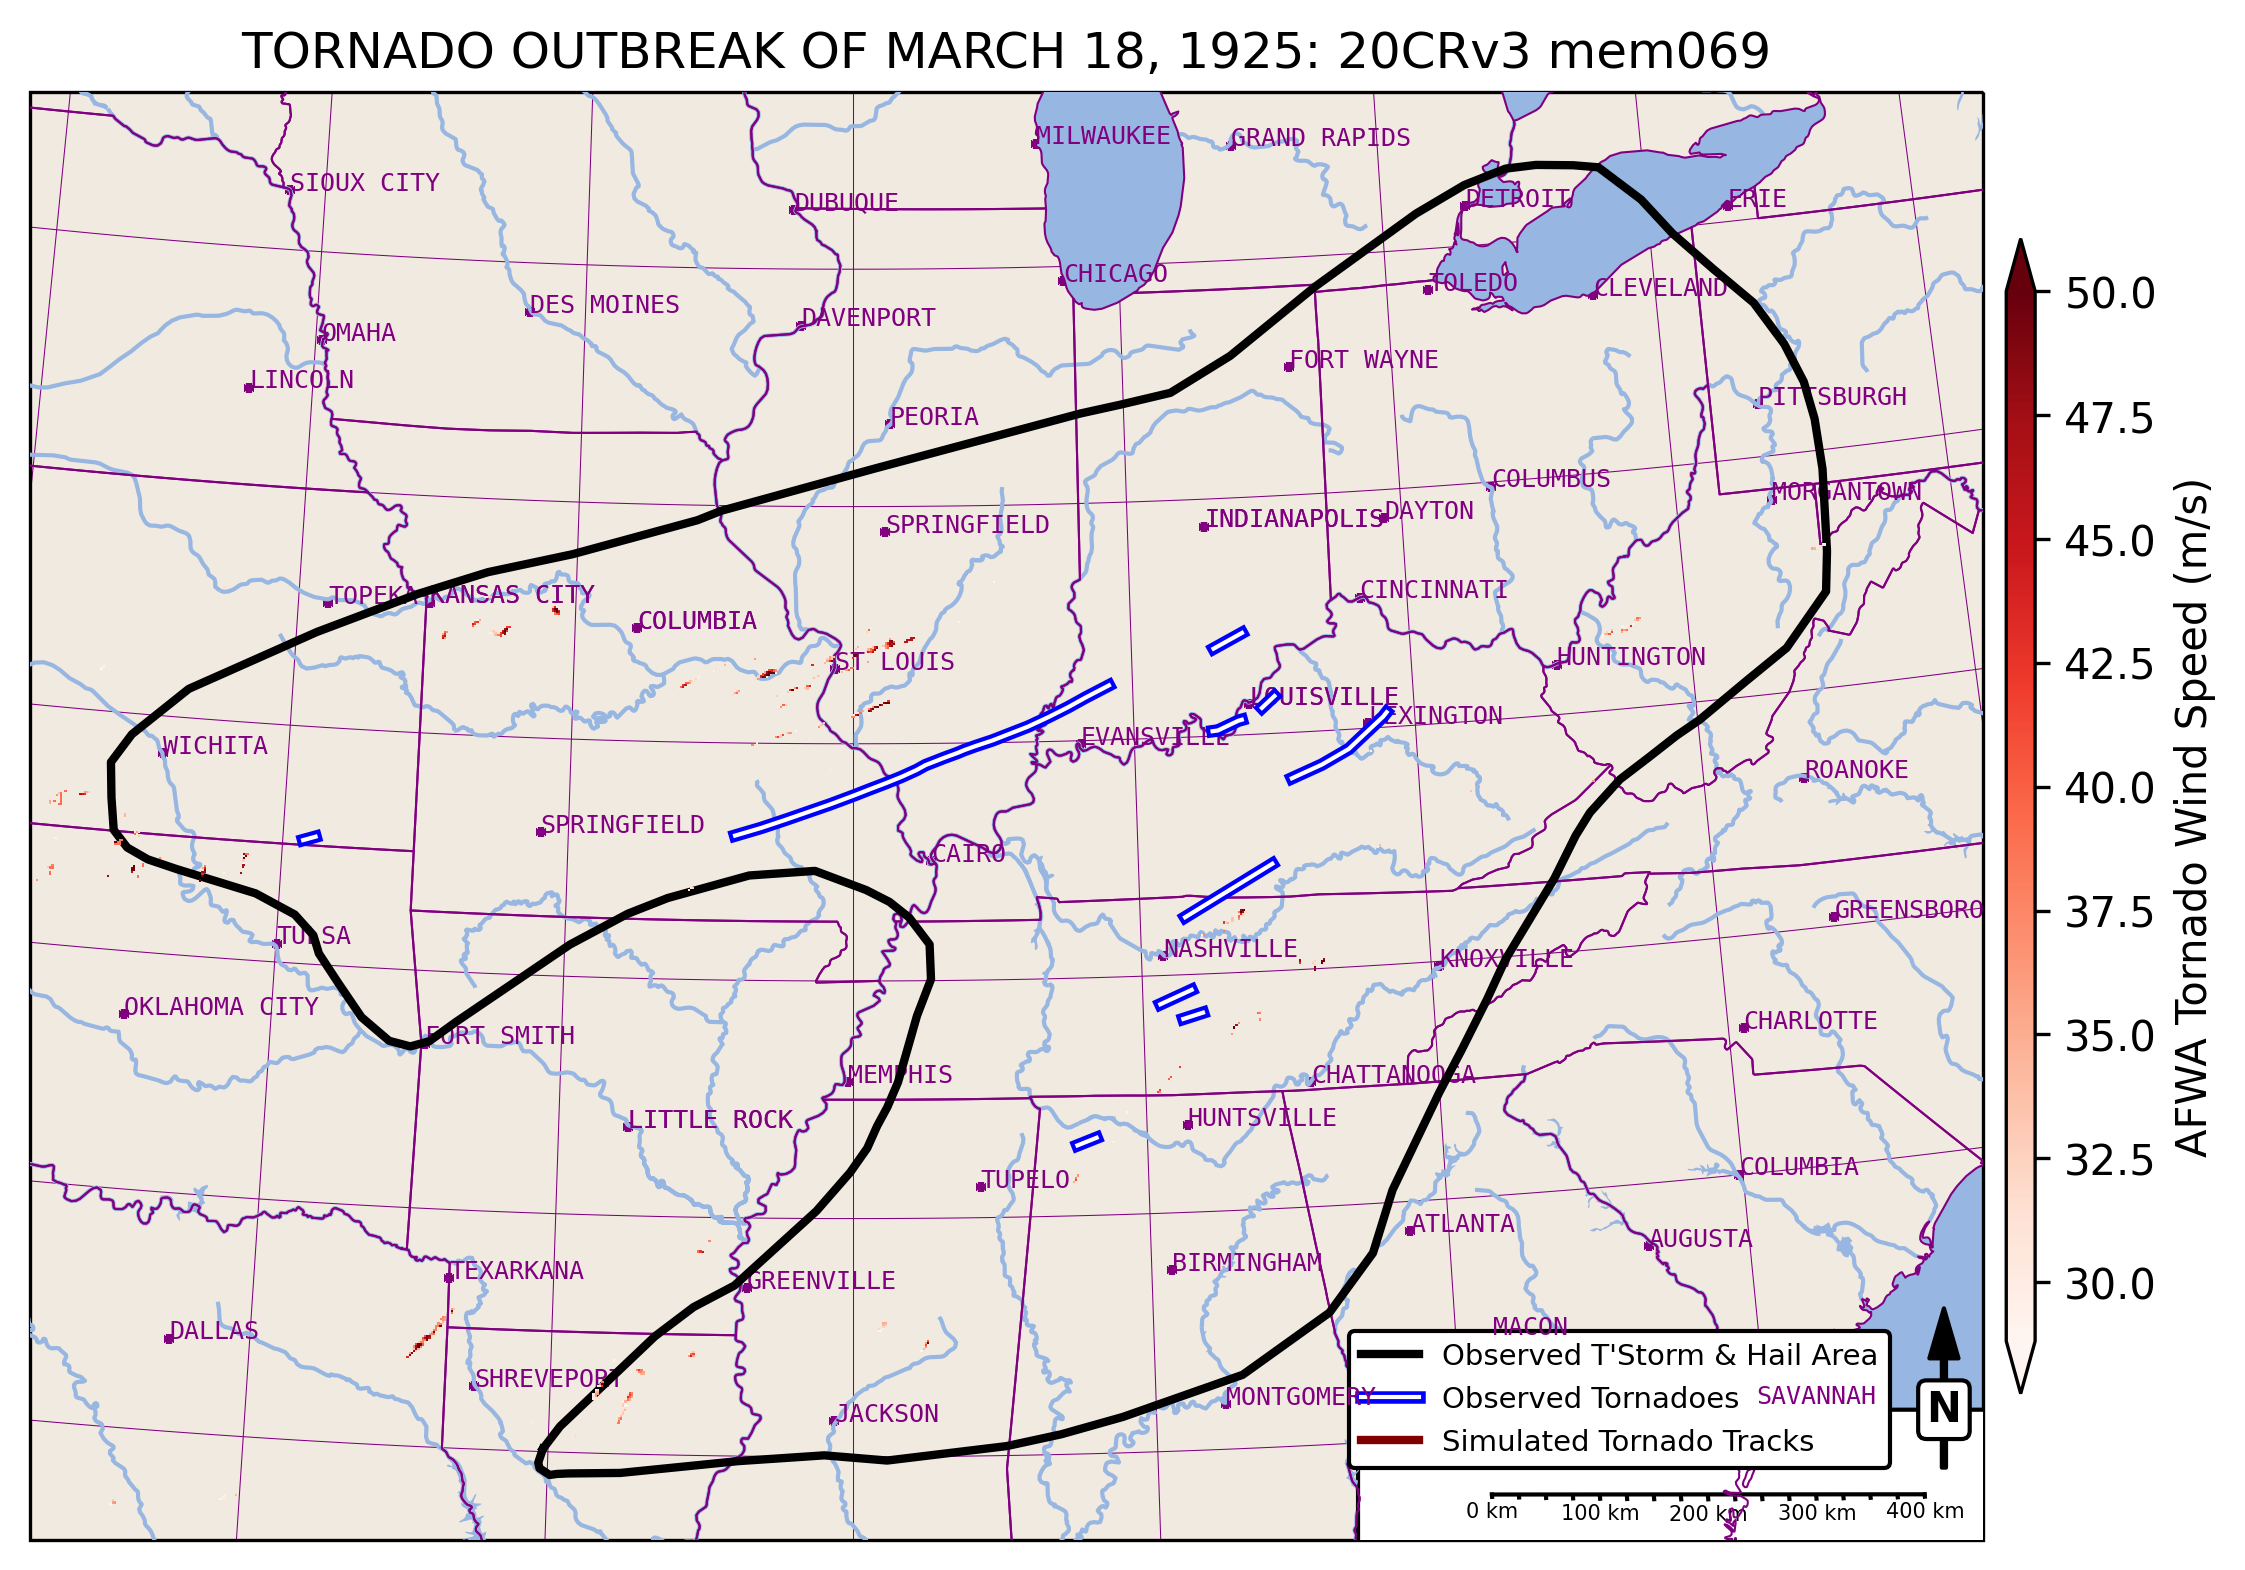 TORNADO OUTBREAK OF MARCH 18, 1925: 20CRv3 mem069
MILWAUKEE
GRAND RAPIDS
SIOUX CITY
DUBUQUE
DETROIT
ERIE
CHICAGO
TOLEDO
CLEVELAND
DES MOINES
DAVENPORT
OMAHA
FORT WAYNE
LINCOLN
PITTSBURGH
PEORIA
COLUMBUS
MORGANTOWN
SPRINGFIELD
INDIANAPOLIS
DAYTON
TOPEKA
KANSAS CITY
CINCINNATI
COLUMBIA
ST LOUIS
HUNTINGTON
LOUISVILLE
LEXINGTON
WICHITA
EVANSVILLE
ROANOKE
SPRINGFIELD
CAIRO
GREENSBORO
TULSA
NASHVILLE
KNOXVILLE
OKLAHOMA CITY
FORT SMITH
CHARLOTTE
MEMPHIS
CHATTANOOGA
LITTLE ROCK
HUNTSVILLE
TUPELO
COLUMBIA
ATLANTA
AUGUSTA
TEXARKANA
GREENVILLE
BIRMINGHAM
DALLAS
MACON
SHREVEPORT
JACKSON
MONTGOMERY
SAVANNAH
Observed T'Storm & Hail Area
Observed Tornadoes
Simulated Tornado Tracks
N
0 km
100 km
200 km
300 km
400 km
50.0
47.5
45.0
42.5
40.0
37.5
35.0
32.5
30.0
AFWA Tornado Wind Speed (m/s)